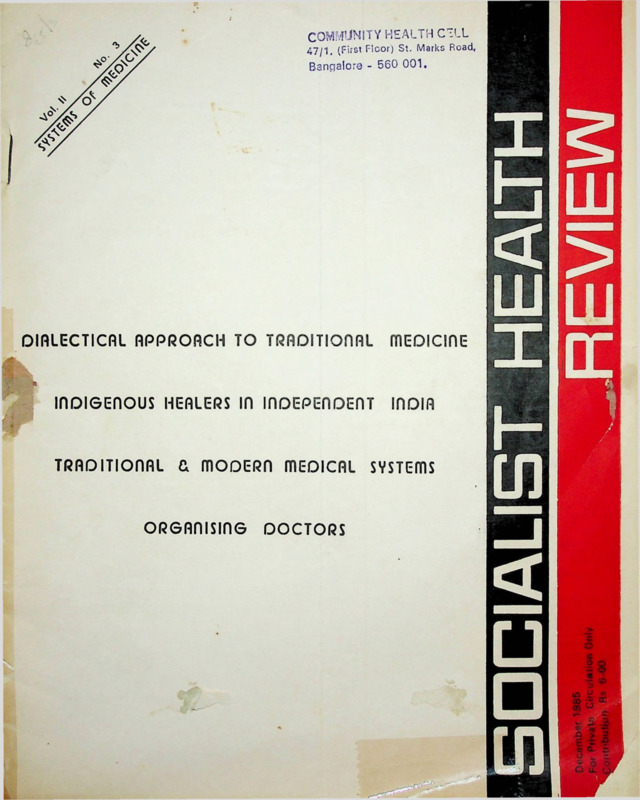 Vol. II No. 3
SYSTEMS OF MEDICINE
COMMUNITY HEALTH CELL
47/1. (First Floor) St. Marks Road,
Bangalore - 560 001.
DIALECTICAL APPROACH TO TRADITIONAL MEDICINE
INDIGENOUS HEALERS IN INDEPENDENT INDIA
TRADITIONAL & MODERN MEDICAL SYSTEMS
ORGANISING DOCTORS
SOCIALIST HEALTH
REVIEW
December 1985
For Private Circulation Only
Contribution Rs 6-00